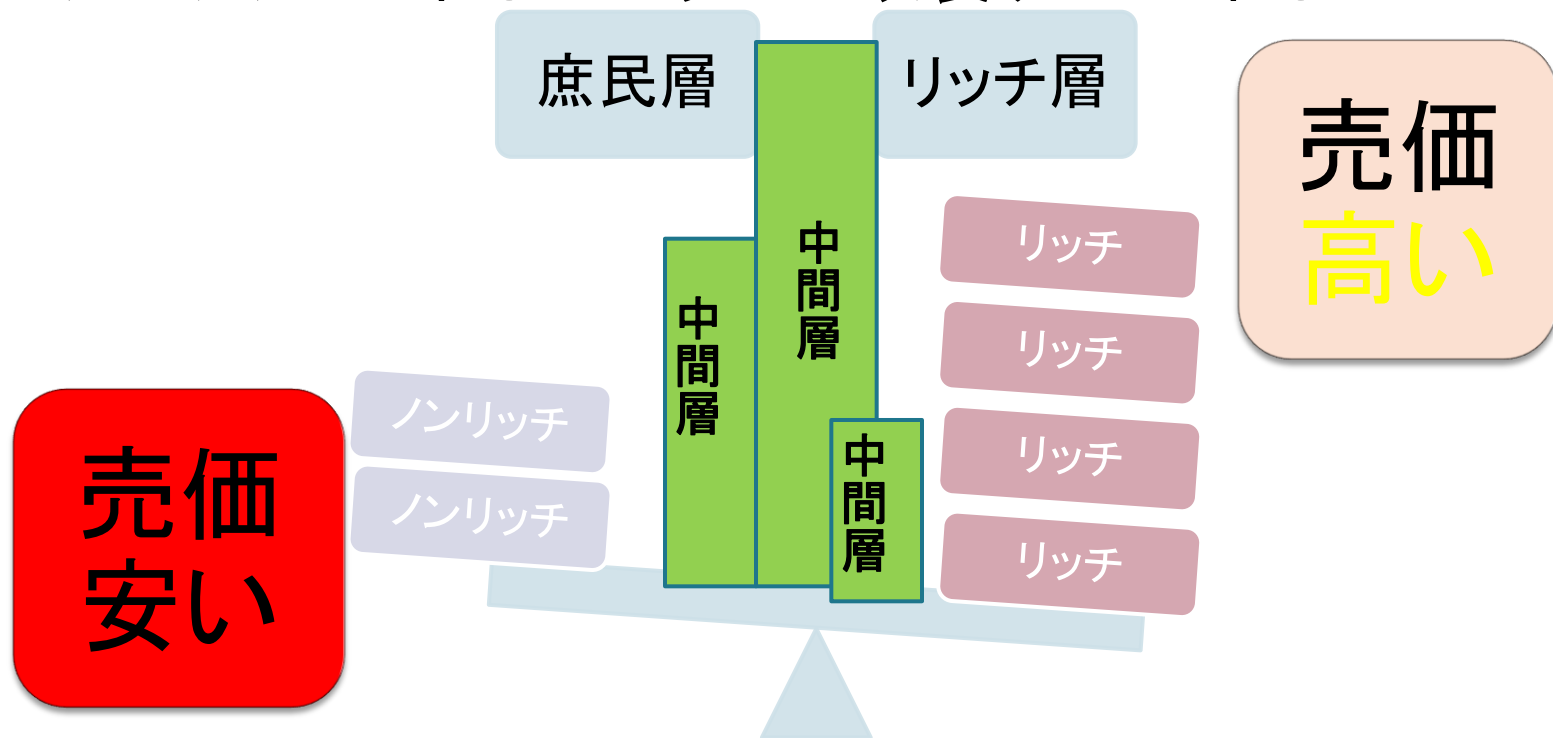 庶民層
リッチ層
売価
高い
中間層
中間層
中間層
リッチ
リッチ
リッチ
リッチ
ノンリッチ
ノンリッチ
売価
安い